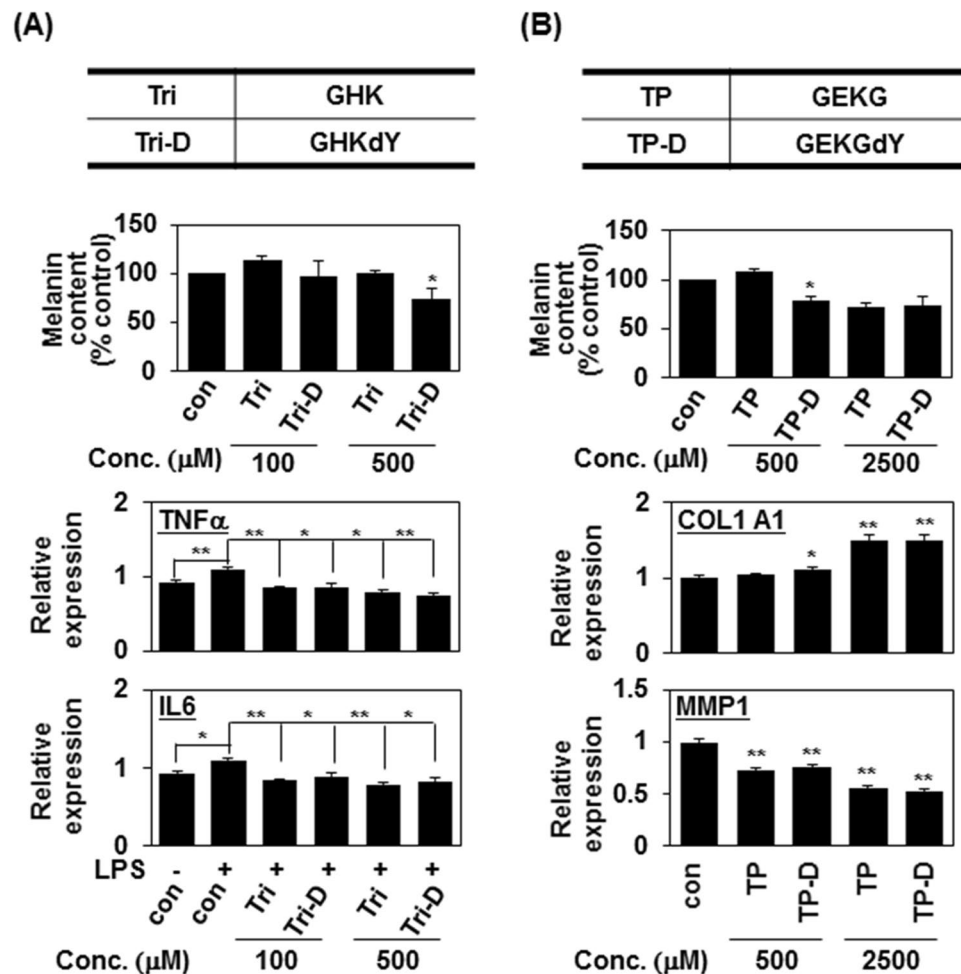 (A)
Tri GHK
Tri-D GHKdY
Melanin
content
(% control)
150
100
50
0
*
con Tri Tri-D Tri Tri-D
Conc. (μM) 100 500
Relative
expression
2
1
0
TNFα
** ** * * **
Relative
expression
2
1
0
IL6
* ** * ** *
LPS - + + + + +
con con Tri Tri-D Tri Tri-D
Conc. (μM) 100 500
(B)
TP GEKG
TP-D GEKGdY
Melanin
content
(% control)
150
100
50
0
*
con TP TP-D TP TP-D
Conc. (μM) 500 2500
Relative
expression
2
1
0
COL1 A1
* ** **
Relative
expression
1.5
1
0.5
0
MMP1
** ** ** **
con TP TP-D TP TP-D
Conc. (μM) 500 2500